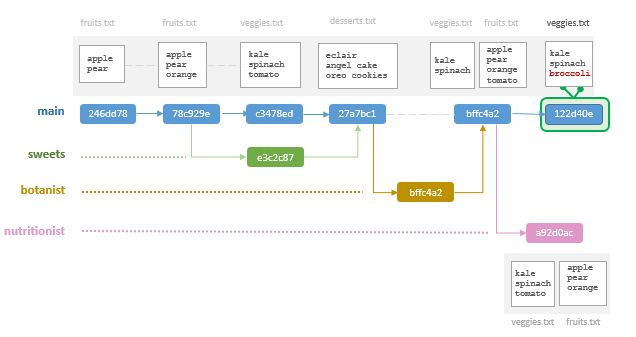 fruits.txt fruits.txt veggies.txt desserts.txt veggies.txt fruits.txt veggies.txt
apple
pear
apple
pear
orange
kale
spinach
tomato
eclair
angel cake
oreo cookies
kale
spinach
apple
pear
orange
tomato
kale
spinach
broccoli
main 246dd78 78c929e c3478ed 27a7bc1 bffc4a2 122d40e
sweets e3c2c87
botanist bffc4a2
nutritionist a92d0ac
kale
spinach
tomato
apple
pear
orange
veggies.txt fruits.txt